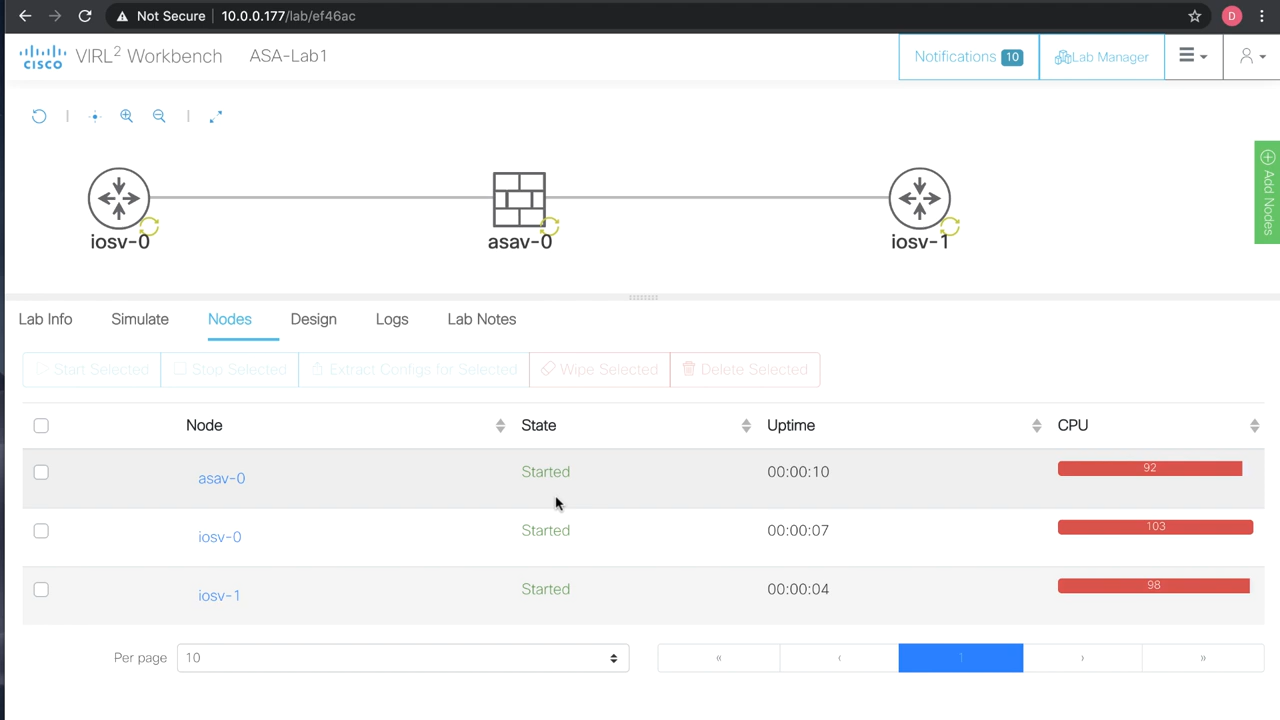 Not Secure 10.0.0.177/lab/ef46ac D
CISCO VIRL2 Workbench ASA-Lab1 Notifications 10 Lab Manager
Add Nodes
iosv-0 asav-0 iosv-1
Lab Info Simulate Nodes Design Logs Lab Notes
Start Selected Stop Selected Extract Configs for Selected Wipe Selected Delete Selected
Node State Uptime CPU
asav-0 Started 00:00:10 92
iosv-0 Started 00:00:07 103
iosv-1 Started 00:00:04 98
Per page 10 « ‹ 1 › »